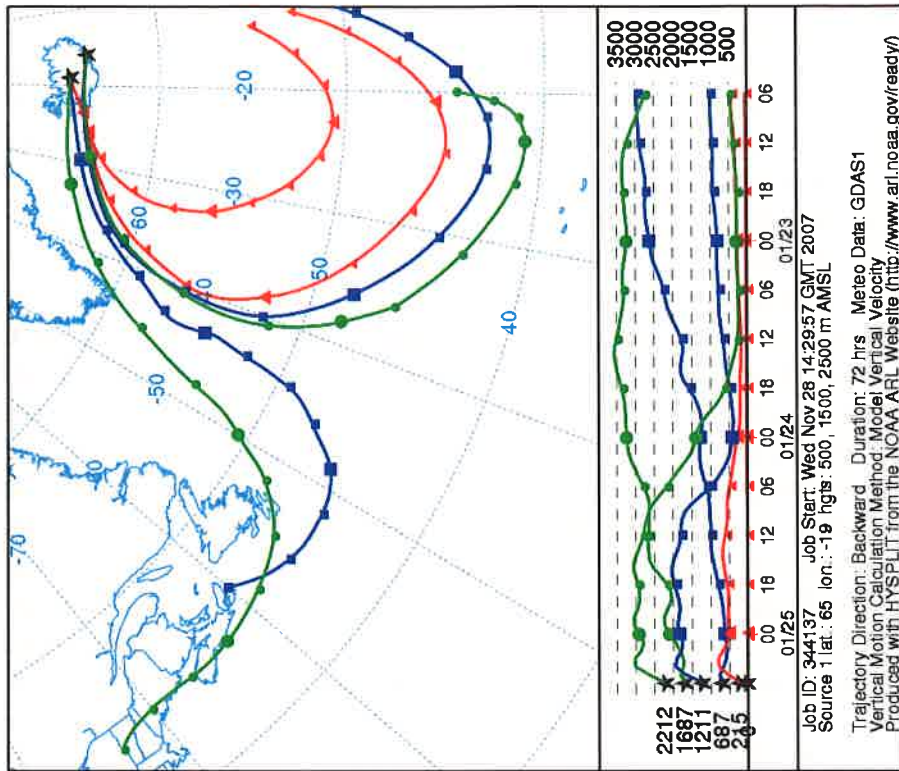 -70
60
-50
60
-30
-20
50
40
3500
3000
2500
2000
1500
1000
500
2212
1687
1211
687
215
00 18 12 06 00 18 12 06 00 18 12 06
01/25 01/24 01/23
Job ID: 344137 Job Start: Wed Nov 28 14:29:57 GMT 2007
Source 1 lat.: 65 lon.: -19 hgts: 500, 1500, 2500 m AMSL
Trajectory Direction: Backward Duration: 72 hrs Meteo Data: GDAS1
Vertical Motion Calculation Method: Model Vertical Velocity
Produced with HYSPLIT from the NOAA ARL Website (http://www.arl.noaa.gov/ready/)